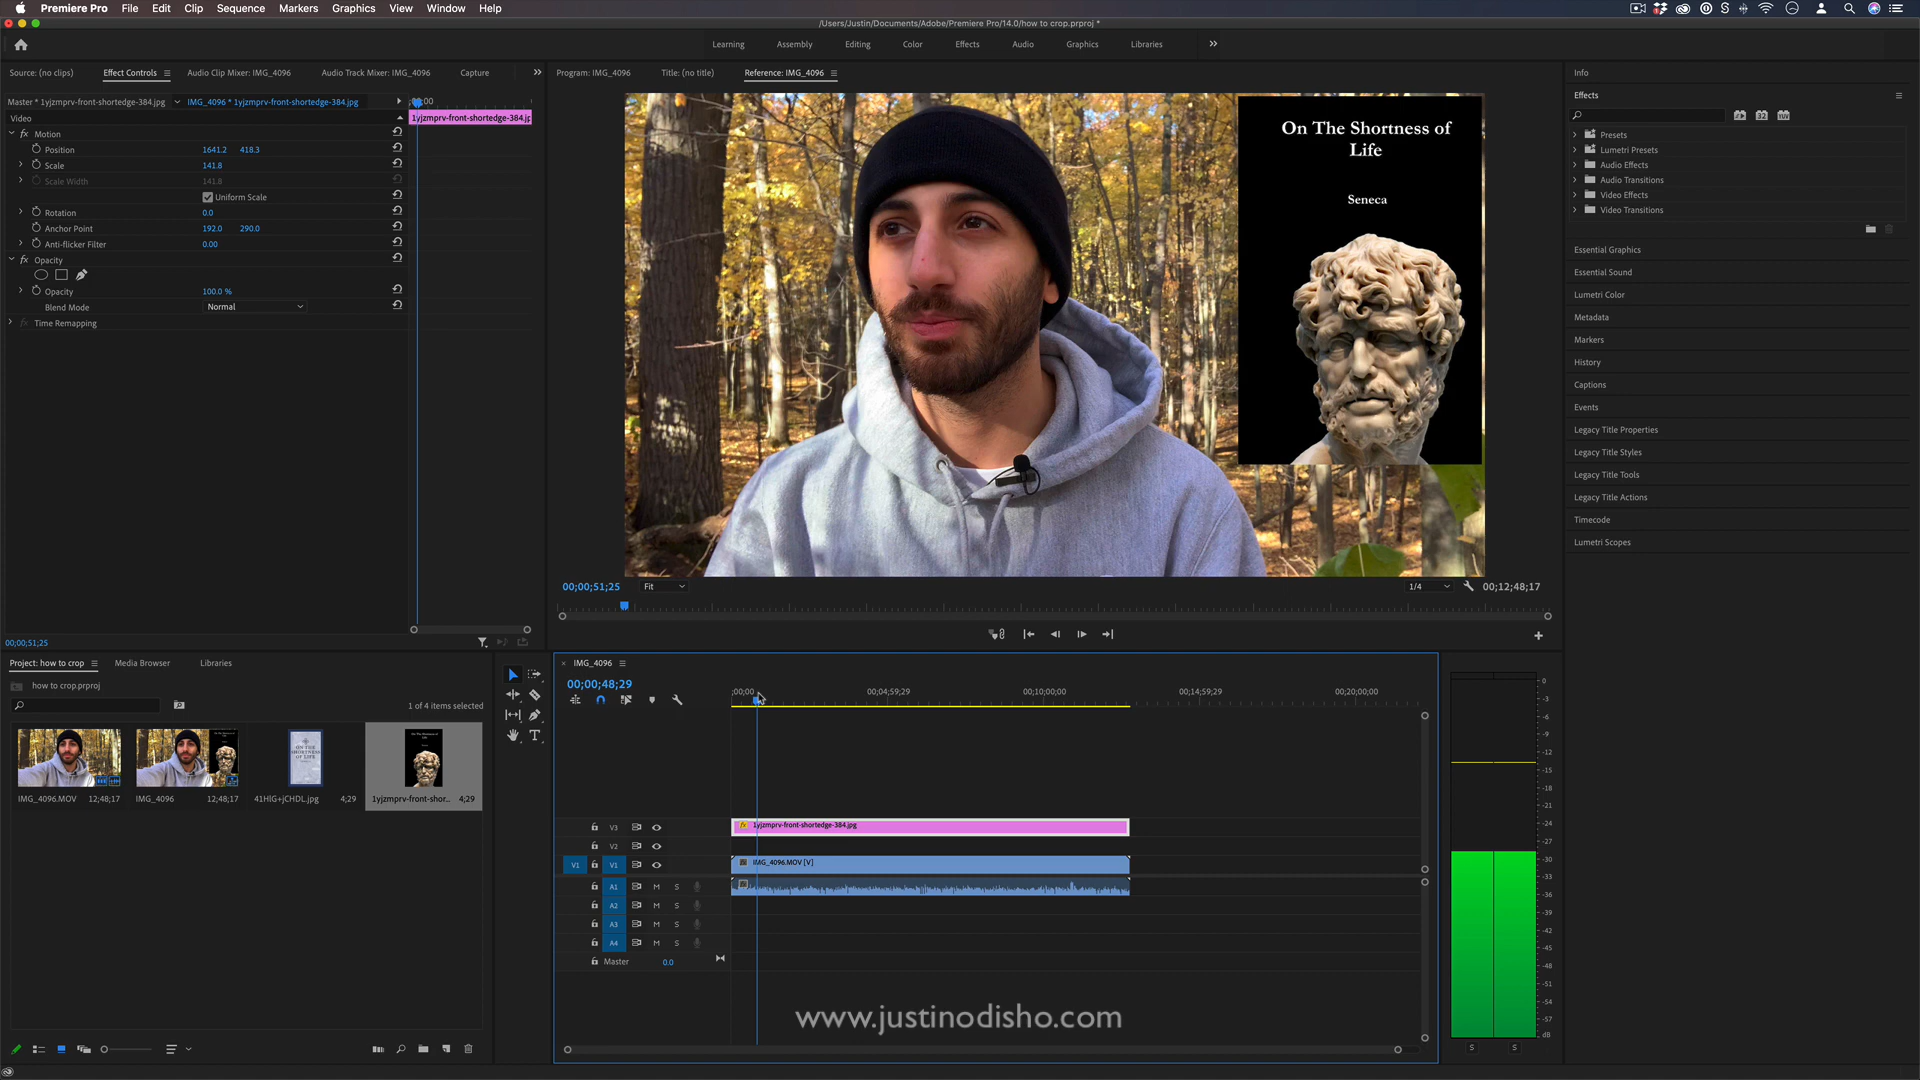 Premiere Pro File Edit Clip Sequence Markers Graphics View Window Help
/Users/Justin/Documents/Adobe/Premiere Pro/14.0/how to crop.prproj *
Learning Assembly Editing Color Effects Audio Graphics Libraries
Source: (no clips) Effect Controls Audio Clip Mixer: IMG_4096 Audio Track Mixer: IMG_4096 Capture
Program: IMG_4096 Title: (no title) Reference: IMG_4096
Master * 1yjzmprv-front-shortedge-384.jpg IMG_4096 * 1yjzmprv-front-shortedge-384.jpg
Video
Motion
Position 1641.2 418.3
Scale 141.8
Scale Width 141.8
Uniform Scale
Rotation 0.0
Anchor Point 192.0 290.0
Anti-flicker Filter 0.00
Opacity
Opacity 100.0 %
Blend Mode Normal
Time Remapping
00;00;51;25
On The Shortness of
Life
Seneca
00;00;51;25 Fit 1/4 00;12;48;17
Info
Effects
Presets
Lumetri Presets
Audio Effects
Audio Transitions
Video Effects
Video Transitions
Essential Graphics
Essential Sound
Lumetri Color
Metadata
Markers
History
Captions
Events
Legacy Title Properties
Legacy Title Styles
Legacy Title Tools
Legacy Title Actions
Timecode
Lumetri Scopes
Project: how to crop Media Browser Libraries
how to crop.prproj
1 of 4 items selected
IMG_4096.MOV 12;48;17 IMG_4096 12;48;17 41HlG+jCHDL.jpg 4;29 1yjzmprv-front-shor... 4;29
IMG_4096
00;00;48;29
;00;00 00;04;59;29 00;10;00;00 00;14;59;29 00;20;00;00
V3 1yjzmprv-front-shortedge-384.jpg
V2
V1 V1 IMG_4096.MOV [V]
A1 M S
A2 M S
A3 M S
A4 M S
Master 0.0
0
-3
-6
-9
-12
-15
-18
-21
-24
-27
-30
-33
-36
-39
-42
-45
-48
-51
-54
-57
dB
S S
www.justinodisho.com